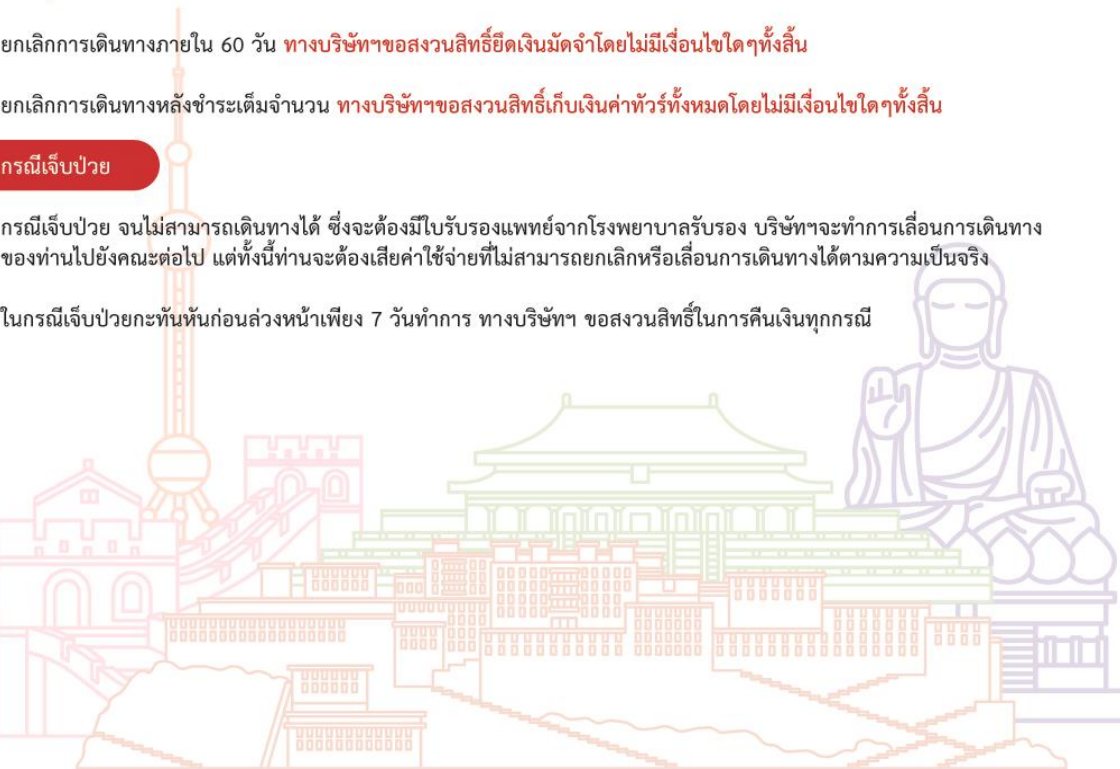 ยกเลิกการเดินทางภายใน 60 วัน ทางบริษัทฯขอสงวนสิทธิ์ยึดเงินมัดจำโดยไม่มีเงื่อนไขใดๆทั้งสิ้น
ยกเลิกการเดินทางหลังชำระเต็มจำนวน ทางบริษัทฯขอสงวนสิทธิ์เก็บเงินค่าทัวร์ทั้งหมดโดยไม่มีเงื่อนไขใดๆทั้งสิ้น
กรณีเจ็บป่วย
กรณีเจ็บป่วย จนไม่สามารถเดินทางได้ ซึ่งจะต้องมีใบรับรองแพทย์จากโรงพยาบาลรับรอง บริษัทฯจะทำการเลื่อนการเดินทาง
ของท่านไปยังคณะต่อไป แต่ทั้งนี้ท่านจะต้องเสียค่าใช้จ่ายที่ไม่สามารถยกเลิกหรือเลื่อนการเดินทางได้ตามความเป็นจริง
ในกรณีเจ็บป่วยกะทันหันก่อนล่วงหน้าเพียง 7 วันทำการ ทางบริษัทฯ ขอสงวนสิทธิ์ในการคืนเงินทุกกรณี